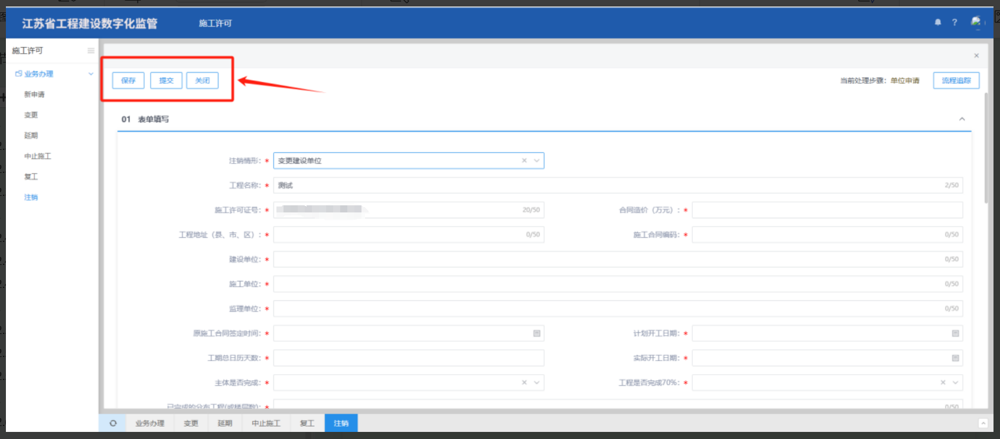 江苏省工程建设数字化监管 施工许可 ?
施工许可
业务办理
新申请
变更
延期
中止施工
复工
注销
保存 提交 关闭 当前处理步骤：单位申请 流程追踪
01 表单填写
注销情形：* 变更建设单位
工程名称：* 测试 2/50
施工许可证号：* 20/50 合同造价（万元）：*
工程地址（县、市、区）：* 0/50 施工合同编码：* 0/50
建设单位：* 0/50
施工单位：* 0/50
监理单位：* 0/50
原施工合同签定时间：* 计划开工日期：*
工期总日历天数：* 实际开工日期：*
主体是否完成：* 工程是否完成70%：*
已完成的分布工程(或楼层数)：* 0/50
业务办理 变更 延期 中止施工 复工 注销